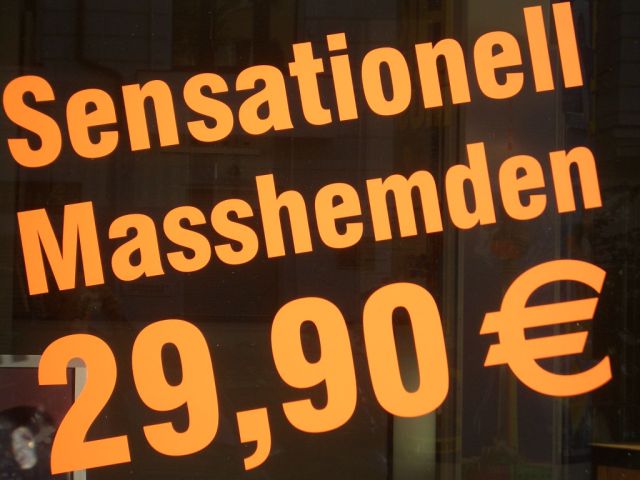 Sensationell
Masshemden
29,90 €